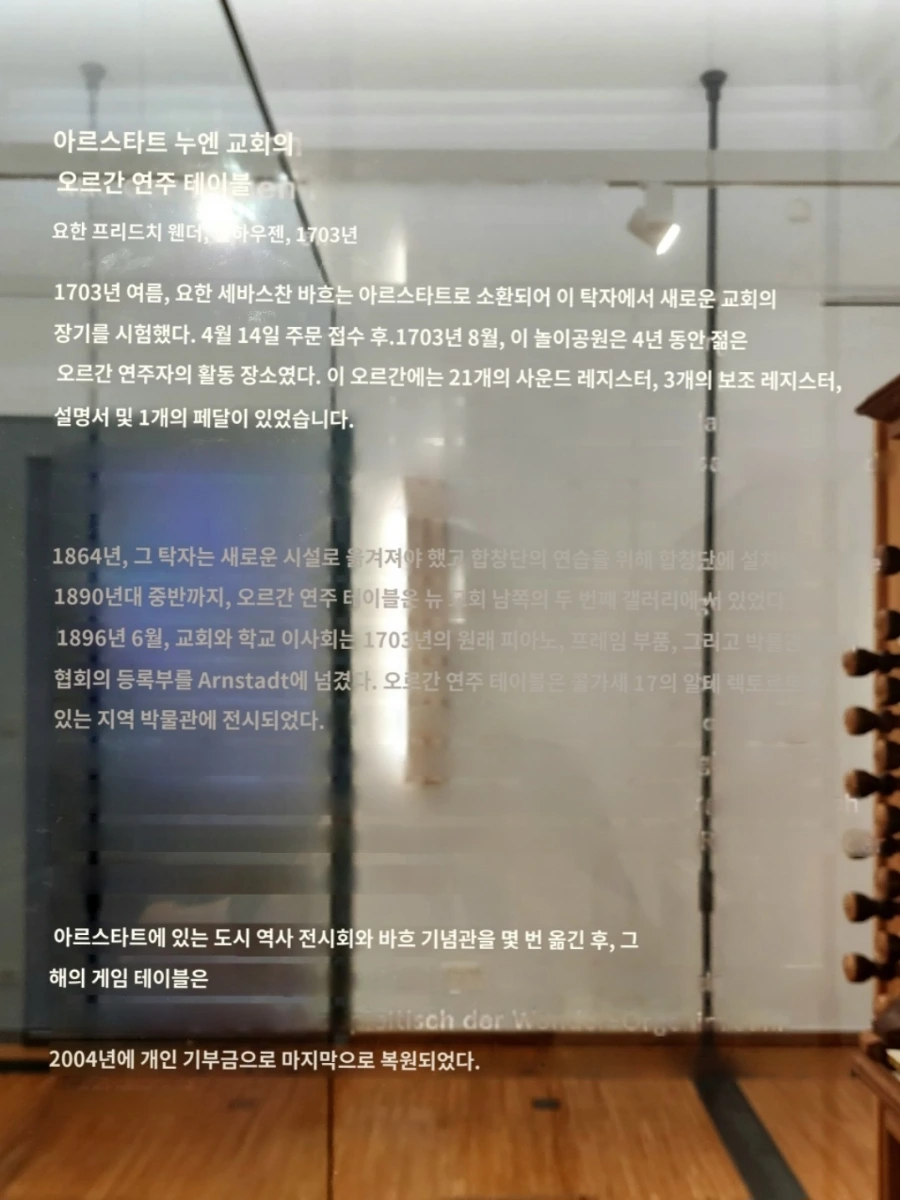 아르스타트 누엔 교회의
오르간 연주 테이블
요한 프리드치 웬더, 하우젠, 1703년
1703년 여름, 요한 세바스찬 바흐는 아르스타트로 소환되어 이 탁자에서 새로운 교회의
장기를 시험했다. 4월 14일 주문 접수 후.1703년 8월, 이 놀이공원은 4년 동안 젊은
오르간 연주자의 활동 장소였다. 이 오르간에는 21개의 사운드 레지스터, 3개의 보조 레지스터,
설명서 및 1개의 페달이 있었습니다.
1864년, 그 탁자는 새로운 시설로 옮겨져야 했고 합창단의 연습을 위해 합창단에
1890년대 중반까지, 오르간 연주 테이블은 뉴 교회 남쪽의 두 번째 갤러리에서 있었다.
1896년 6월, 교회와 학교 이사회는 1703년의 원래 피아노, 프레임 부품, 그리고
협회의 등록부를 Arnstadt에 넘겼다. 오르간 연주 테이블은 콜가새 17의 알테
있는 지역 박물관에 전시되었다.
아르스타트에 있는 도시 역사 전시회와 바흐 기념관을 몇 번 옮긴 후, 그
해의 게임 테이블은
der
2004년에 개인 기부금으로 마지막으로 복원되었다.